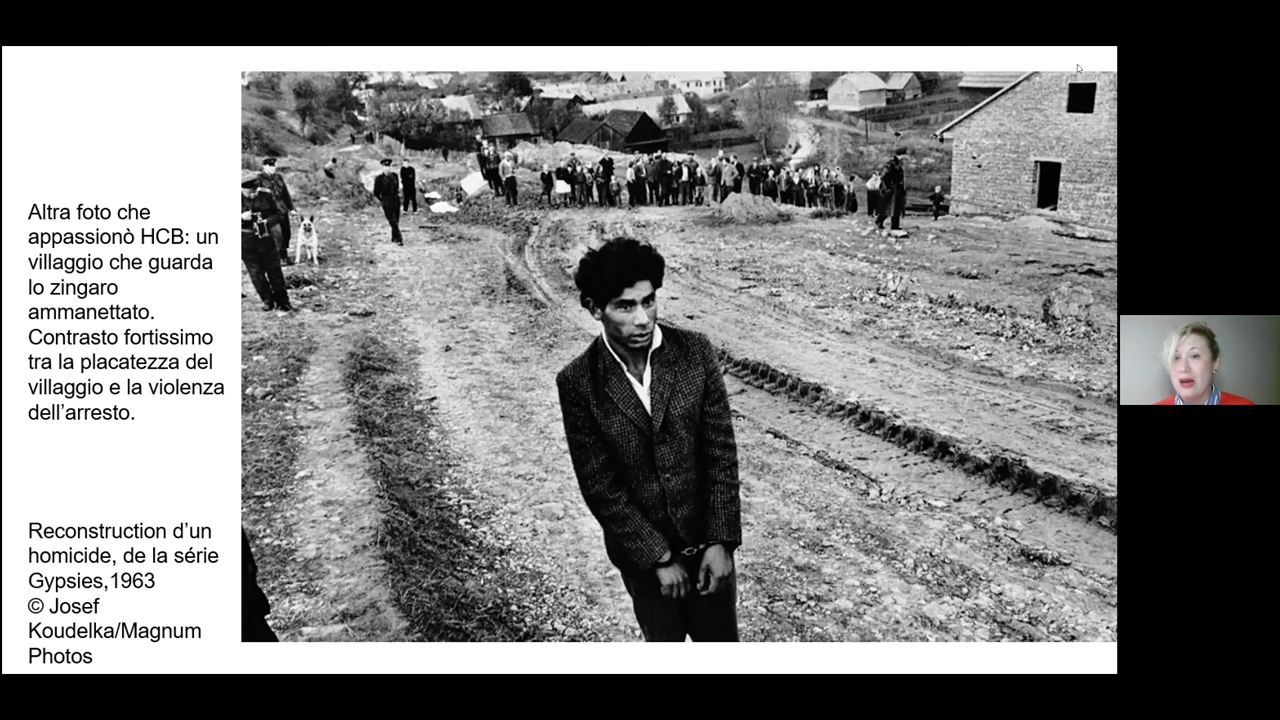 Altra foto che
appassionò HCB: un
villaggio che guarda
lo zingaro
ammanettato.
Contrasto fortissimo
tra la placatezza del
villaggio e la violenza
dell’arresto.
Reconstruction d’un
homicide, de la série
Gypsies,1963
© Josef
Koudelka/Magnum
Photos